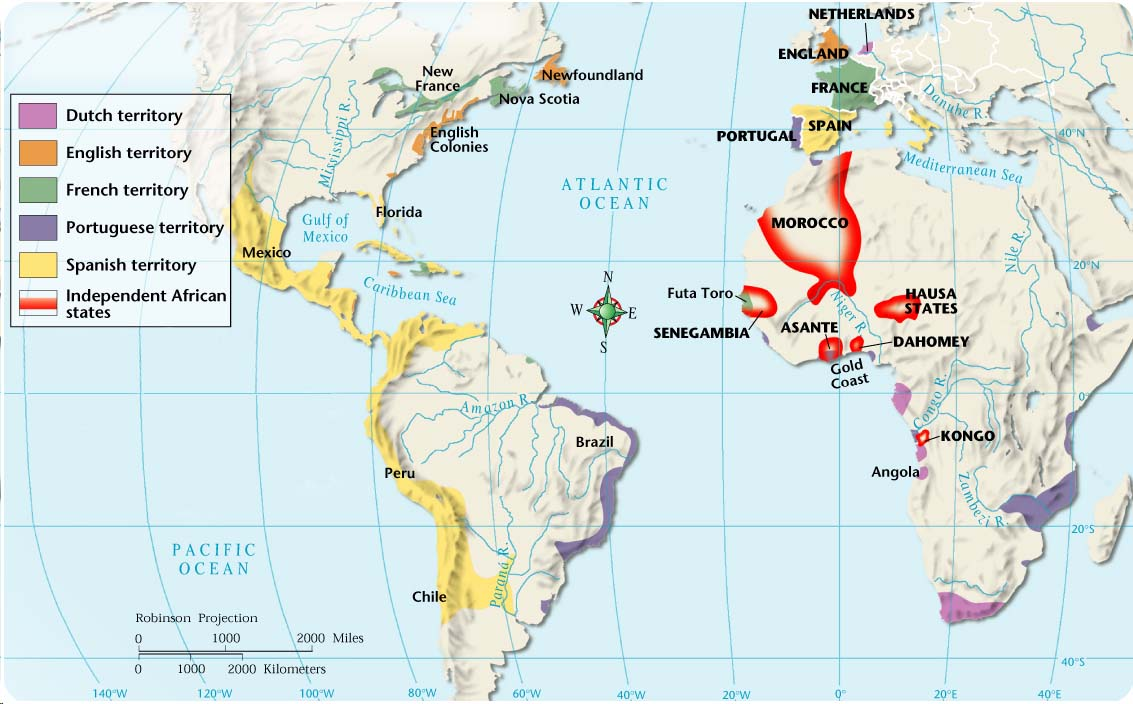 NETHERLANDS
ENGLAND
FRANCE
PORTUGAL
SPAIN
Danube R.
40°N
Mediterranean Sea
New
France
Newfoundland
Nova Scotia
English
Colonies
Mississippi R.
Dutch territory
English territory
French territory
Portuguese territory
Spanish territory
Independent African
states
ATLANTIC
OCEAN
Florida
Gulf of
Mexico
Mexico
Caribbean Sea
MOROCCO
Nile R.
20°N
N
W
E
S
Futa Toro
SENEGAMBIA
Niger R.
HAUSA
STATES
ASANTE
DAHOMEY
Gold
Coast
0°
Amazon R.
Brazil
Congo R.
KONGO
Peru
Angola
Zambezi R.
20°S
PACIFIC
OCEAN
Chile
Paraná R.
Robinson Projection
0 1000 2000 Miles
0 1000 2000 Kilometers
40°S
140°W 120°W 100°W 80°W 60°W 40°W 20°W 0° 20°E 40°E